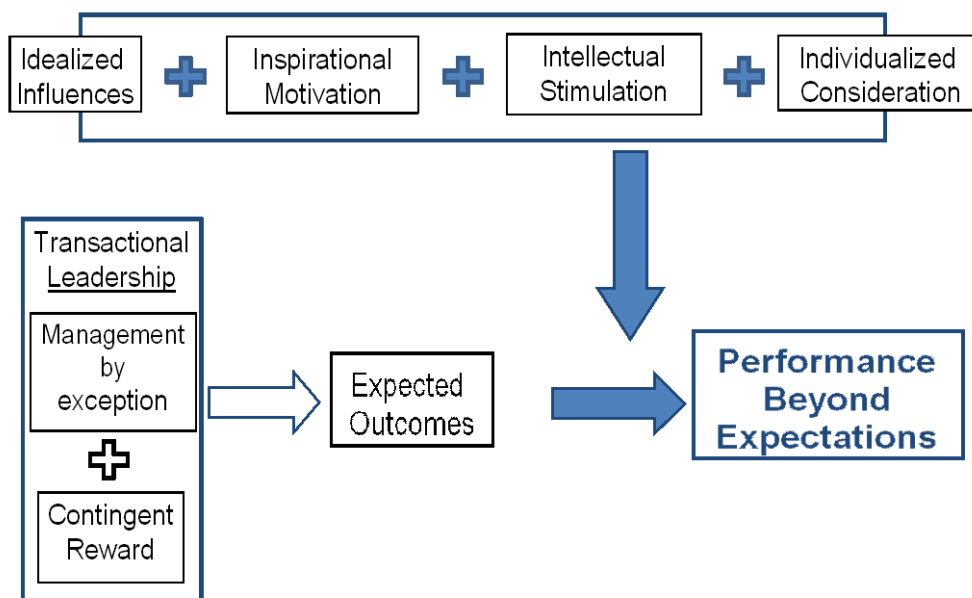 Idealized
Influences
Inspirational
Motivation
Intellectual
Stimulation
Individualized
Consideration
Transactional
Leadership
Management
by
exception
Contingent
Reward
Expected
Outcomes
Performance
Beyond
Expectations